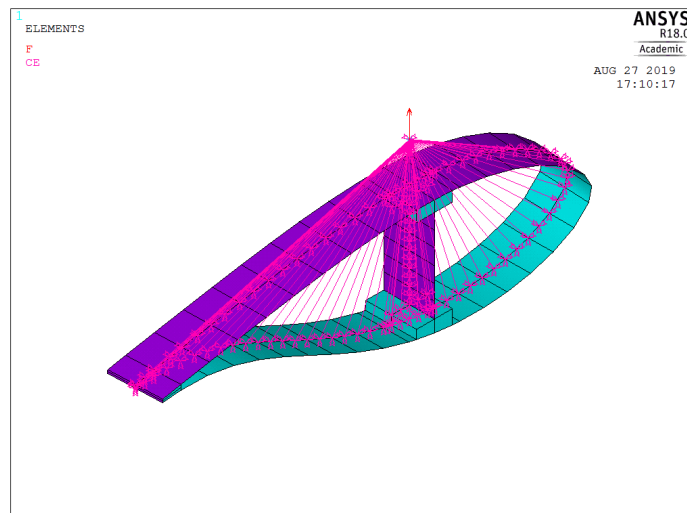 1
ELEMENTS
F
CE
ANSYS
R18.0
Academic
AUG 27 2019
17:10:17